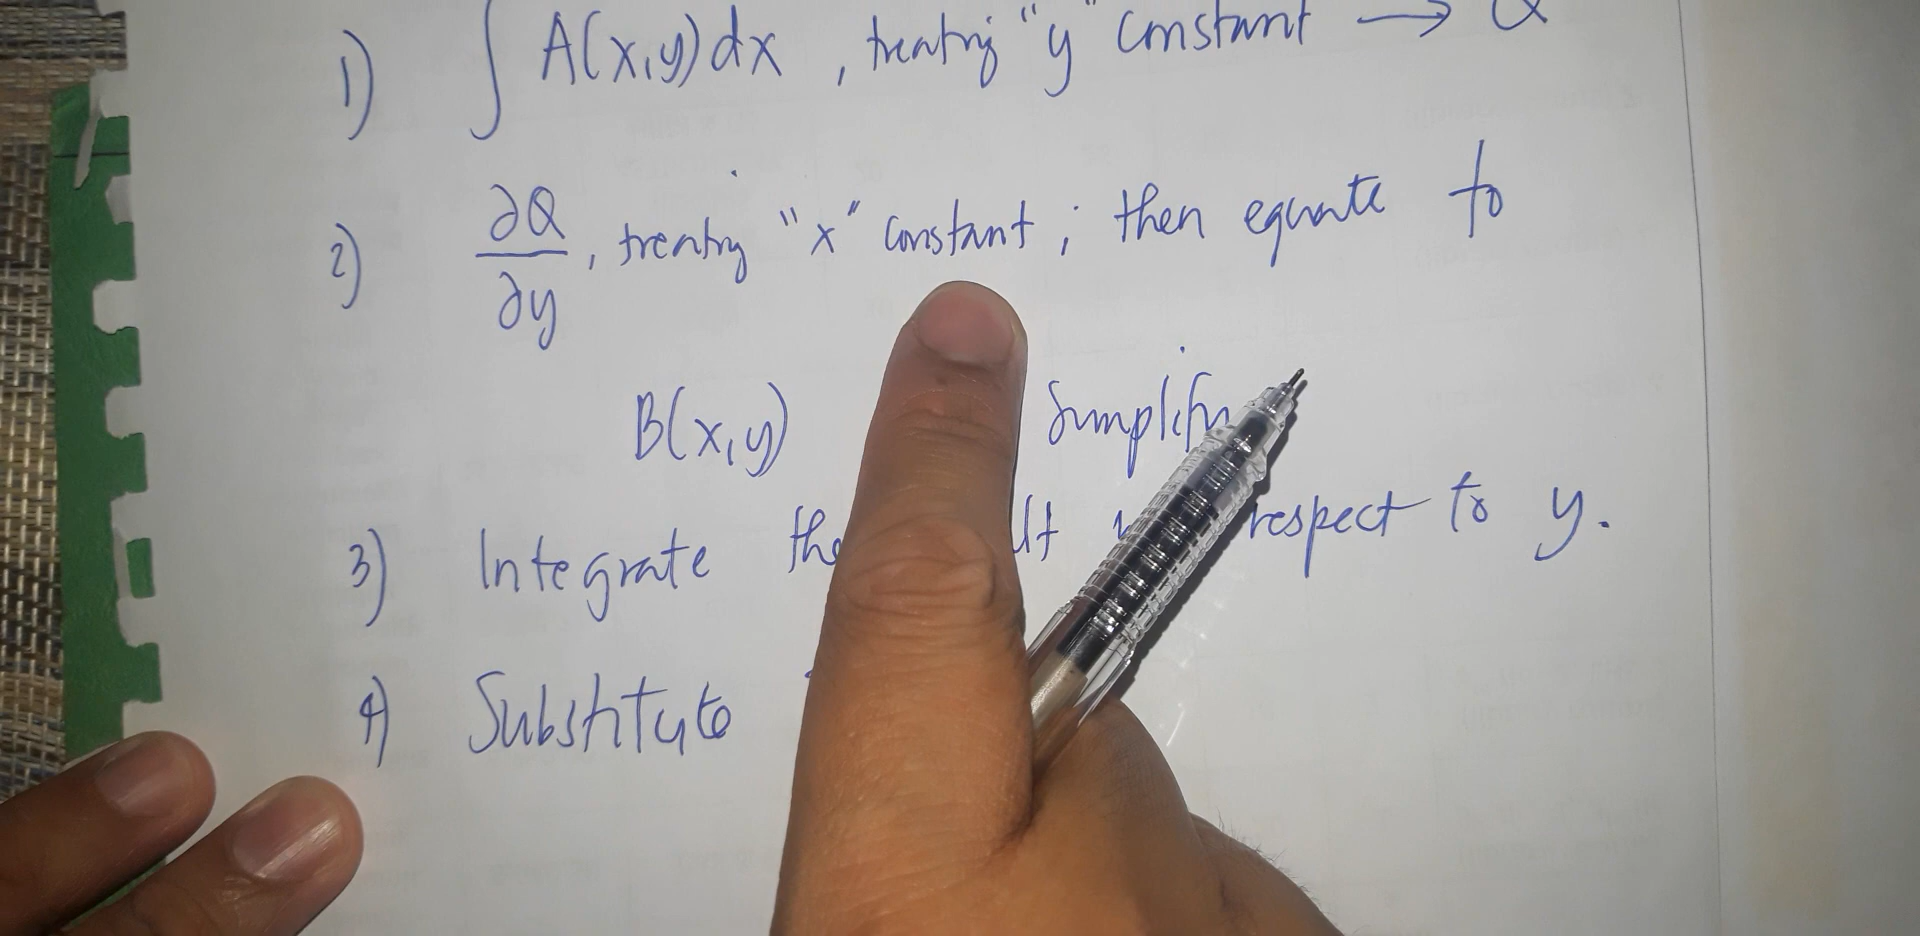 1) ∫ A(x,y)dx , treating "y" constant → Q
2) ∂Q/∂y , treating "x" constant ; then equate to
B(x,y) simplify
3) Integrate the respect to y.
4) Substitute